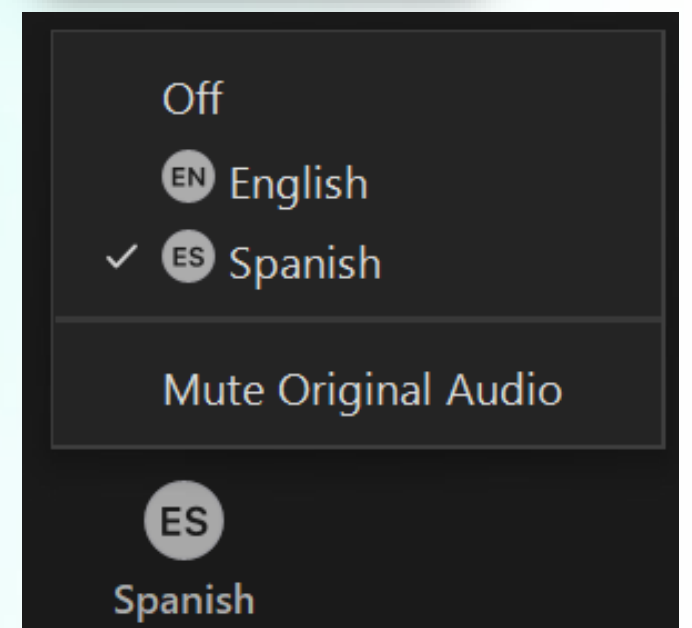 Off
EN English
ES Spanish
Mute Original Audio
ES
Spanish